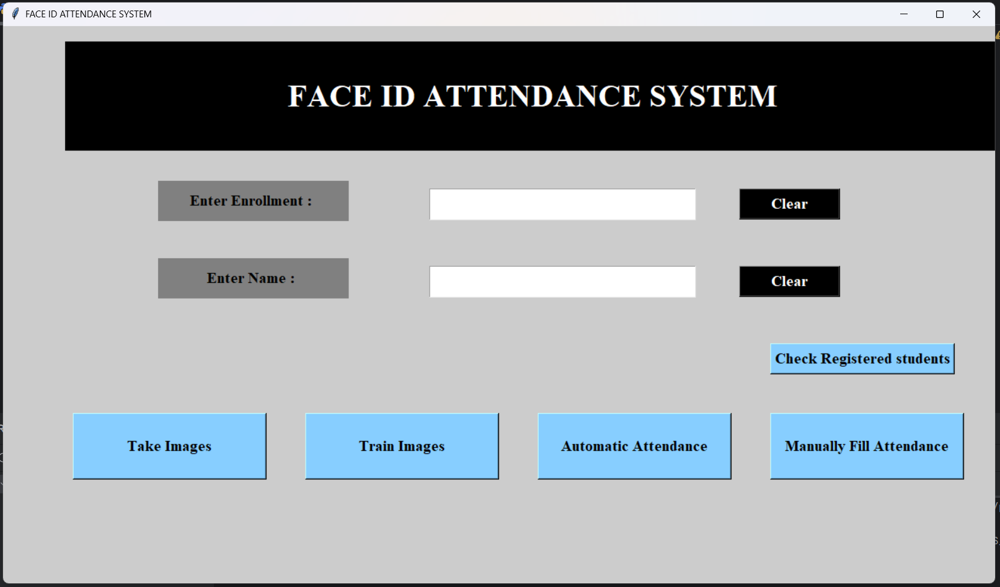 FACE ID ATTENDANCE SYSTEM
FACE ID ATTENDANCE SYSTEM
Enter Enrollment :
Clear
Enter Name :
Clear
Check Registered students
Take Images
Train Images
Automatic Attendance
Manually Fill Attendance